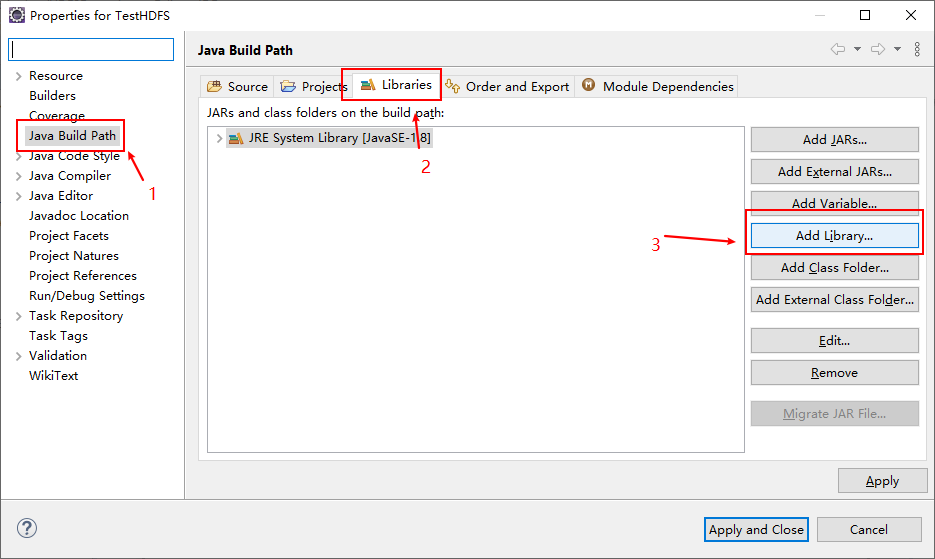 Properties for TestHDFS
Java Build Path
Resource
Builders
Coverage
Java Build Path
Java Code Style
Java Compiler
Java Editor
Javadoc Location
Project Facets
Project Natures
Project References
Run/Debug Settings
Task Repository
Task Tags
Validation
WikiText
1
Source
Projects
Libraries
Order and Export
Module Dependencies
JARs and class folders on the build path:
JRE System Library [JavaSE-1.8]
2
3
Add JARs...
Add External JARs...
Add Variable...
Add Library...
Add Class Folder...
Add External Class Folder...
Edit...
Remove
Migrate JAR File...
Apply
Apply and Close
Cancel